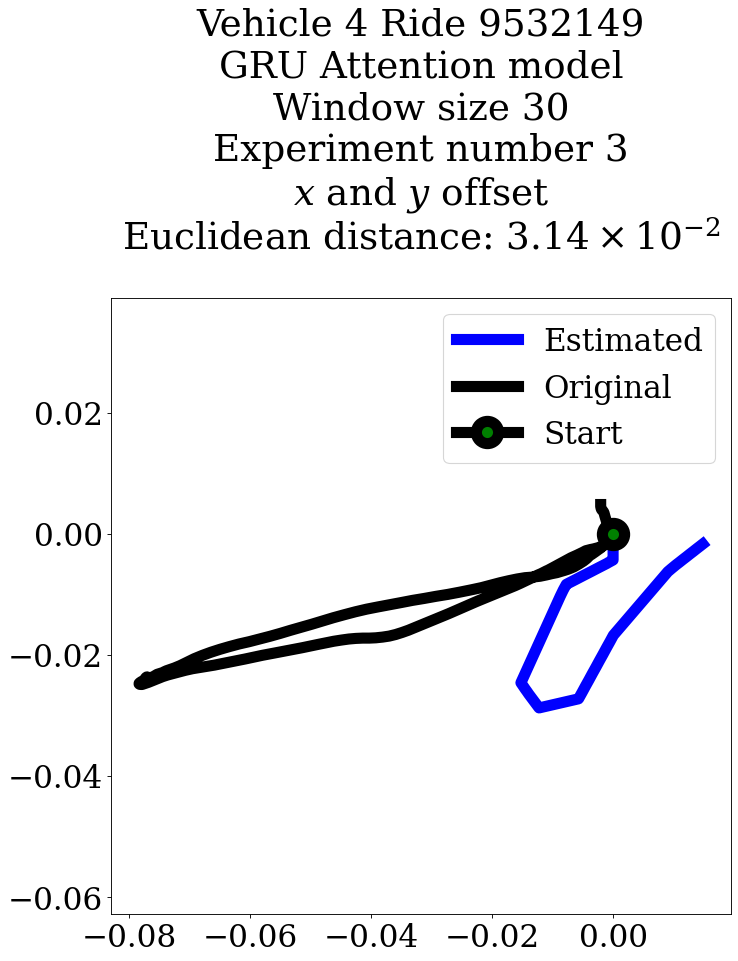 Vehicle 4 Ride 9532149
GRU Attention model
Window size 30
Experiment number 3
x and y offset
Euclidean distance: 3.14 × 10⁻²
Estimated
Original
Start
0.02
0.00
−0.02
−0.04
−0.06
−0.08 −0.06 −0.04 −0.02 0.00